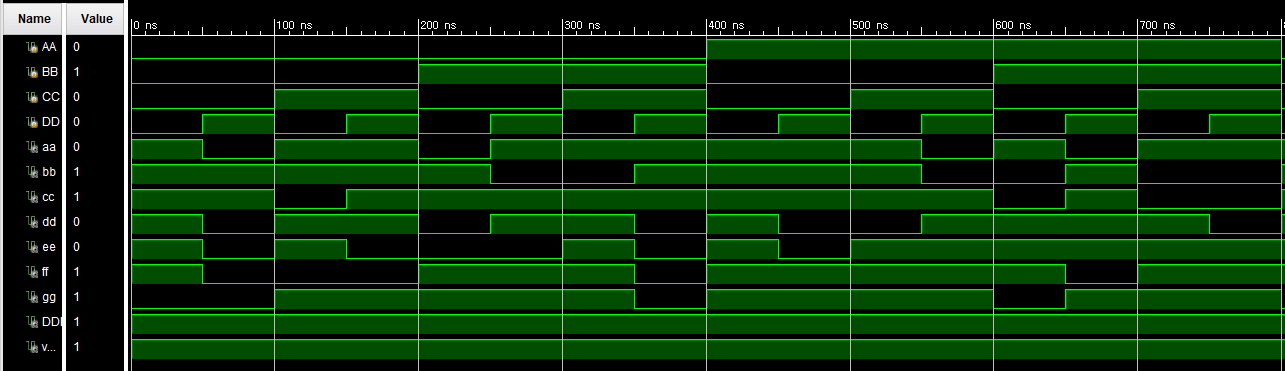 Name Value 0 ns 100 ns 200 ns 300 ns 400 ns 500 ns 600 ns 700 ns
AA 0
BB 1
CC 0
DD 0
aa 0
bb 1
cc 1
dd 0
ee 0
ff 1
gg 1
DD 1
v... 1